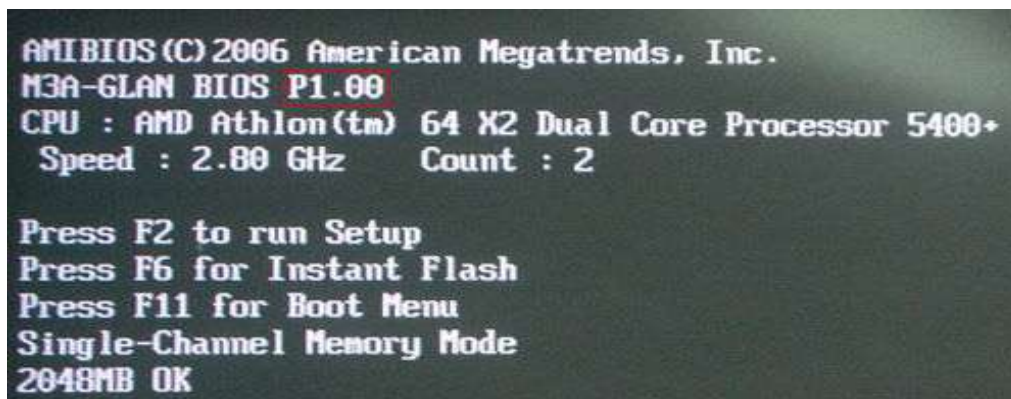 AMIBIOS(C)2006 American Megatrends, Inc.
M3A-GLAN BIOS P1.00
CPU : AMD Athlon(tm) 64 X2 Dual Core Processor 5400+
Speed : 2.80 GHz Count : 2
Press F2 to run Setup
Press F6 for Instant Flash
Press F11 for Boot Menu
Single-Channel Memory Mode
2048MB OK